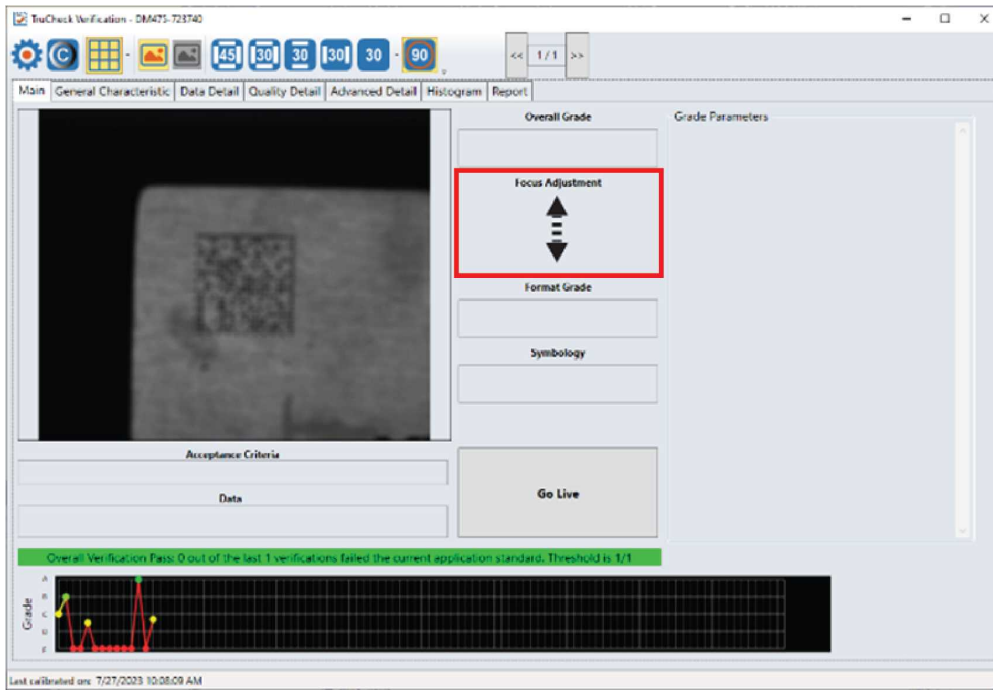 TruCheck Verification - DM475-723740
45 30 30 30 30 90 << 1/1 >>
Main General Characteristic Data Detail Quality Detail Advanced Detail Histogram Report
Overall Grade
Grade Parameters
Focus Adjustment
Format Grade
Symbology
Acceptance Criteria
Data
Go Live
Overall Verification Pass: 0 out of the last 1 verifications failed the current application standard. Threshold is 1/1
Grade
A
B
C
D
F
Last calibrated on: 7/27/2023 10:08:09 AM